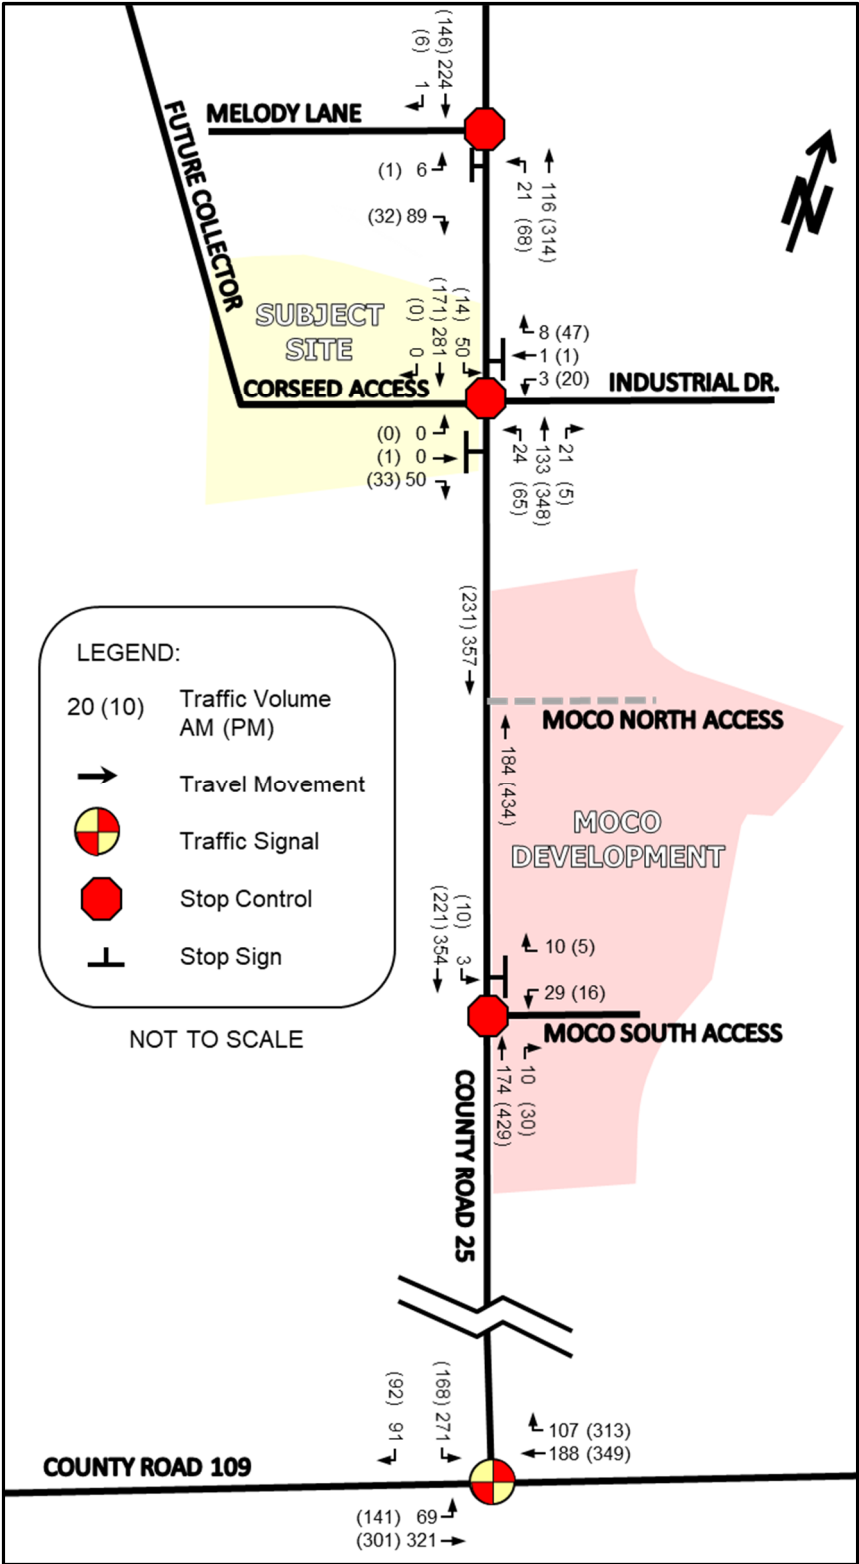 (146) 224
(6) 1
MELODY LANE
FUTURE COLLECTOR
(1) 6
(32) 89
21 (68)
116 (314)
N
SUBJECT
SITE
(0) 0
(171) 281
(14) 50
8 (47)
1 (1)
3 (20)
CORSEED ACCESS
INDUSTRIAL DR.
(0) 0
(1) 0
(33) 50
24 (65)
133 (348)
21 (5)
(231) 357
LEGEND:
20 (10)
Traffic Volume
AM (PM)
Travel Movement
Traffic Signal
Stop Control
Stop Sign
NOT TO SCALE
MOCO NORTH ACCESS
184 (434)
MOCO
DEVELOPMENT
(221) 354
(10) 3
10 (5)
29 (16)
MOCO SOUTH ACCESS
174 (429)
10 (30)
COUNTY ROAD 25
(92) 91
(168) 271
107 (313)
188 (349)
COUNTY ROAD 109
(141) 69
(301) 321